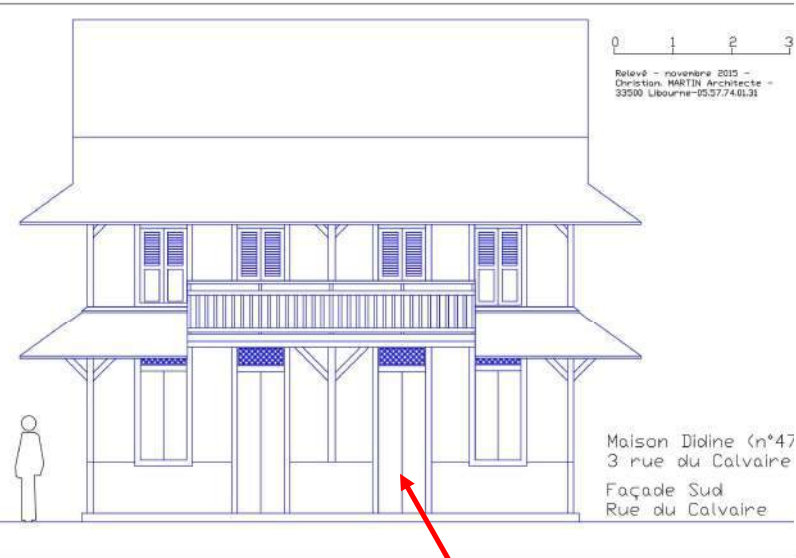 0 1 2 3
Relevé - novembre 2015 -
Christian. MARTIN Architecte -
33500 Libourne-05.57.74.01.31
Maison Didine (n°47
3 rue du Calvaire
Façade Sud
Rue du Calvaire